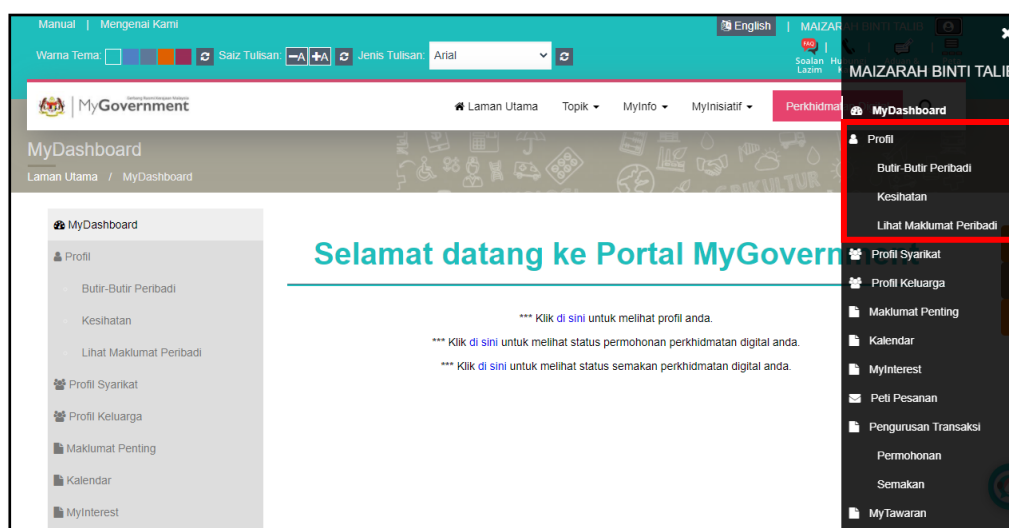 Manual | Mengenai Kami
English | MAIZARAH BINTI TALIB
Warna Tema: Saiz Tulisan: -A +A Jenis Tulisan: Arial
Soalan
Lazim
MyGovernment
Laman Utama Topik MyInfo MyInisiatif
MyDashboard
Laman Utama / MyDashboard
MyDashboard
Profil
Butir-Butir Peribadi
Kesihatan
Lihat Maklumat Peribadi
Profil Syarikat
Profil Keluarga
Maklumat Penting
Kalendar
MyInterest
Selamat datang ke Portal MyGovernment
*** Klik di sini untuk melihat profil anda.
*** Klik di sini untuk melihat status permohonan perkhidmatan digital anda.
*** Klik di sini untuk melihat status semakan perkhidmatan digital anda.
MAIZARAH BINTI TALIB
MyDashboard
Profil
Butir-Butir Peribadi
Kesihatan
Lihat Maklumat Peribadi
Profil Syarikat
Profil Keluarga
Maklumat Penting
Kalendar
MyInterest
Peti Pesanan
Pengurusan Transaksi
Permohonan
Semakan
MyTawaran